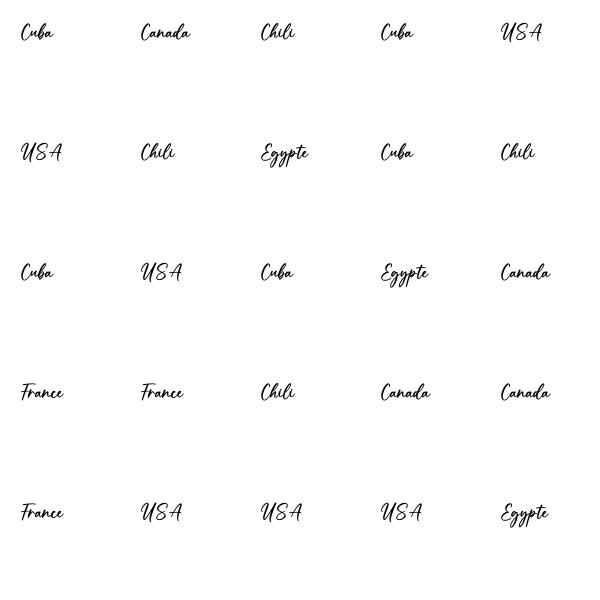 Cuba Canada Chili Cuba USA
USA Chili Egypte Cuba Chili
Cuba USA Cuba Egypte Canada
France France Chili Canada Canada
France USA USA USA Egypte